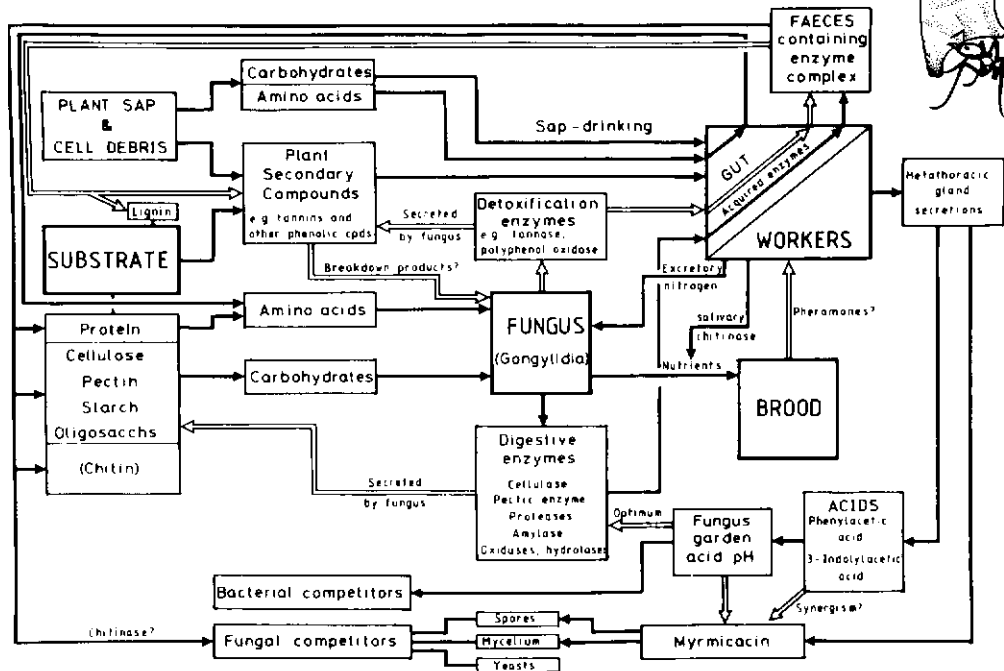 FAECES
containing
enzyme
complex
Carbohydrates
Amino acids
PLANT SAP
&
CELL DEBRIS
Sap-drinking
Plant
Secondary
Compounds
e.g tannins and
other phenolic cpds.
GUT
Acquired enzymes
WORKERS
Metathoracic
gland
secretions
Lignin
Secreted
by fungus
Detoxification
enzymes
e.g. tannase,
polyphenol oxidase
SUBSTRATE
Breakdown products?
Excretory
nitrogen
Pheromones?
Amino acids
FUNGUS
(Gongylidia)
Salivary
chitinase
Protein
Cellulose
Pectin
Starch
Oligosacchs
(Chitin)
Carbohydrates
Nutrients
BROOD
Digestive
enzymes
Cellulase
Pectic enzyme
Proteases
Amylase
Oxidases, hydrolases
Secreted
by fungus
Optimum
Fungus
garden
acid pH
ACIDS
Phenylacetic
acid
3-Indolylacetic
acid
Bacterial competitors
Synergism?
Chitinase?
Fungal competitors
Spores
Mycelium
Yeasts
Myrmicacin